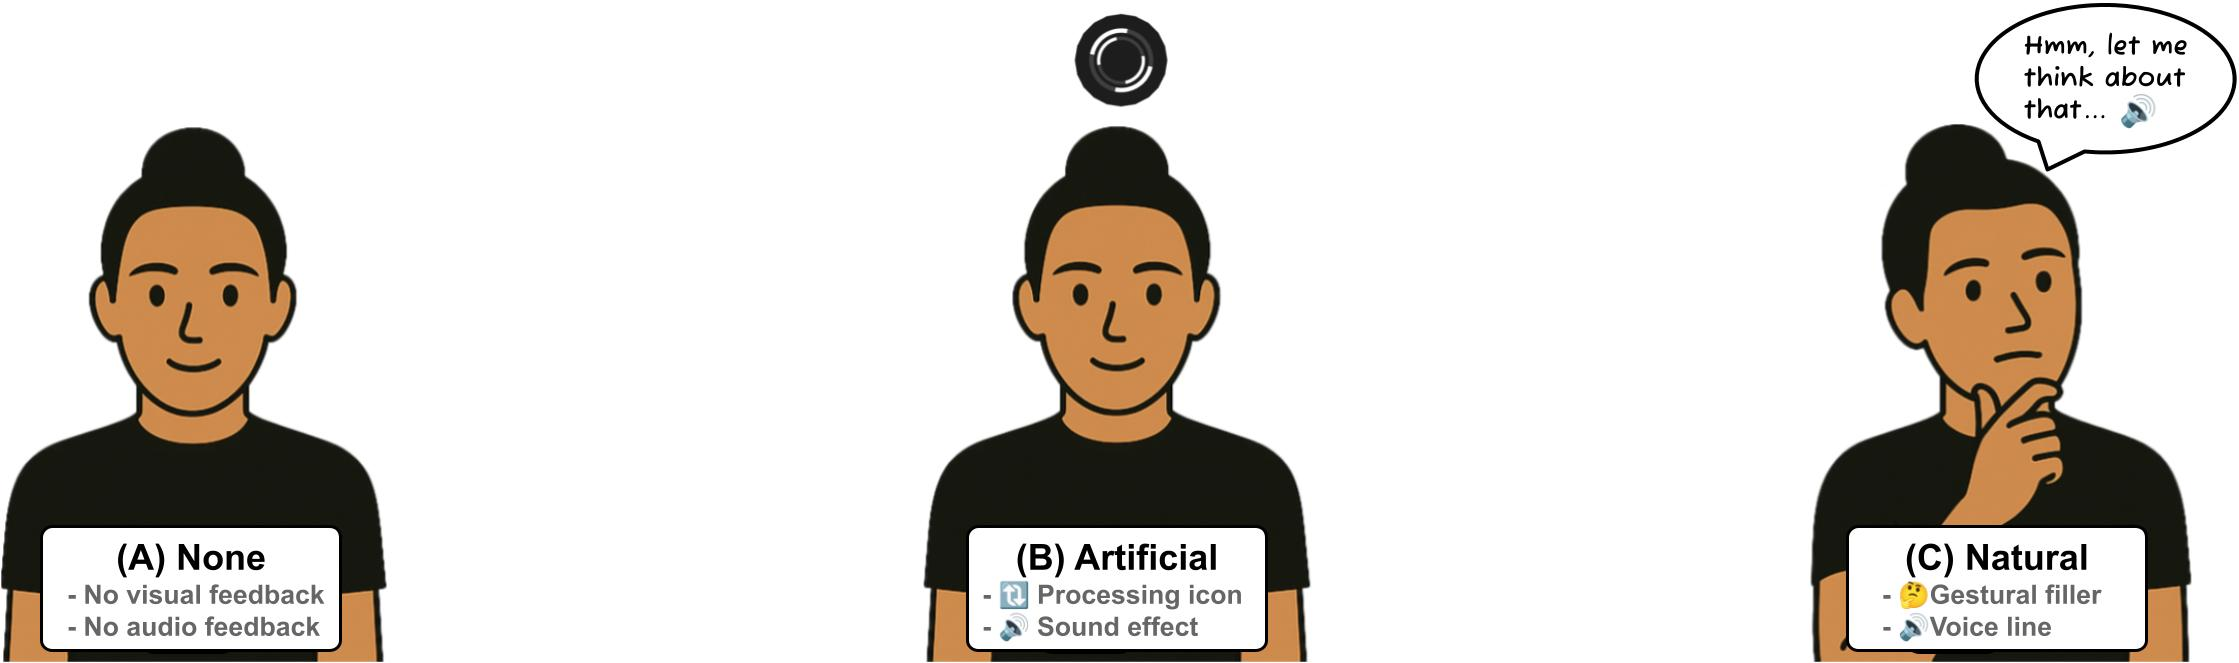 Hmm, let me
think about
that... 🔊
(A) None
- No visual feedback
- No audio feedback
(B) Artificial
- 🔃 Processing icon
- 🔊 Sound effect
(C) Natural
- 🤔Gestural filler
- 🔊Voice line